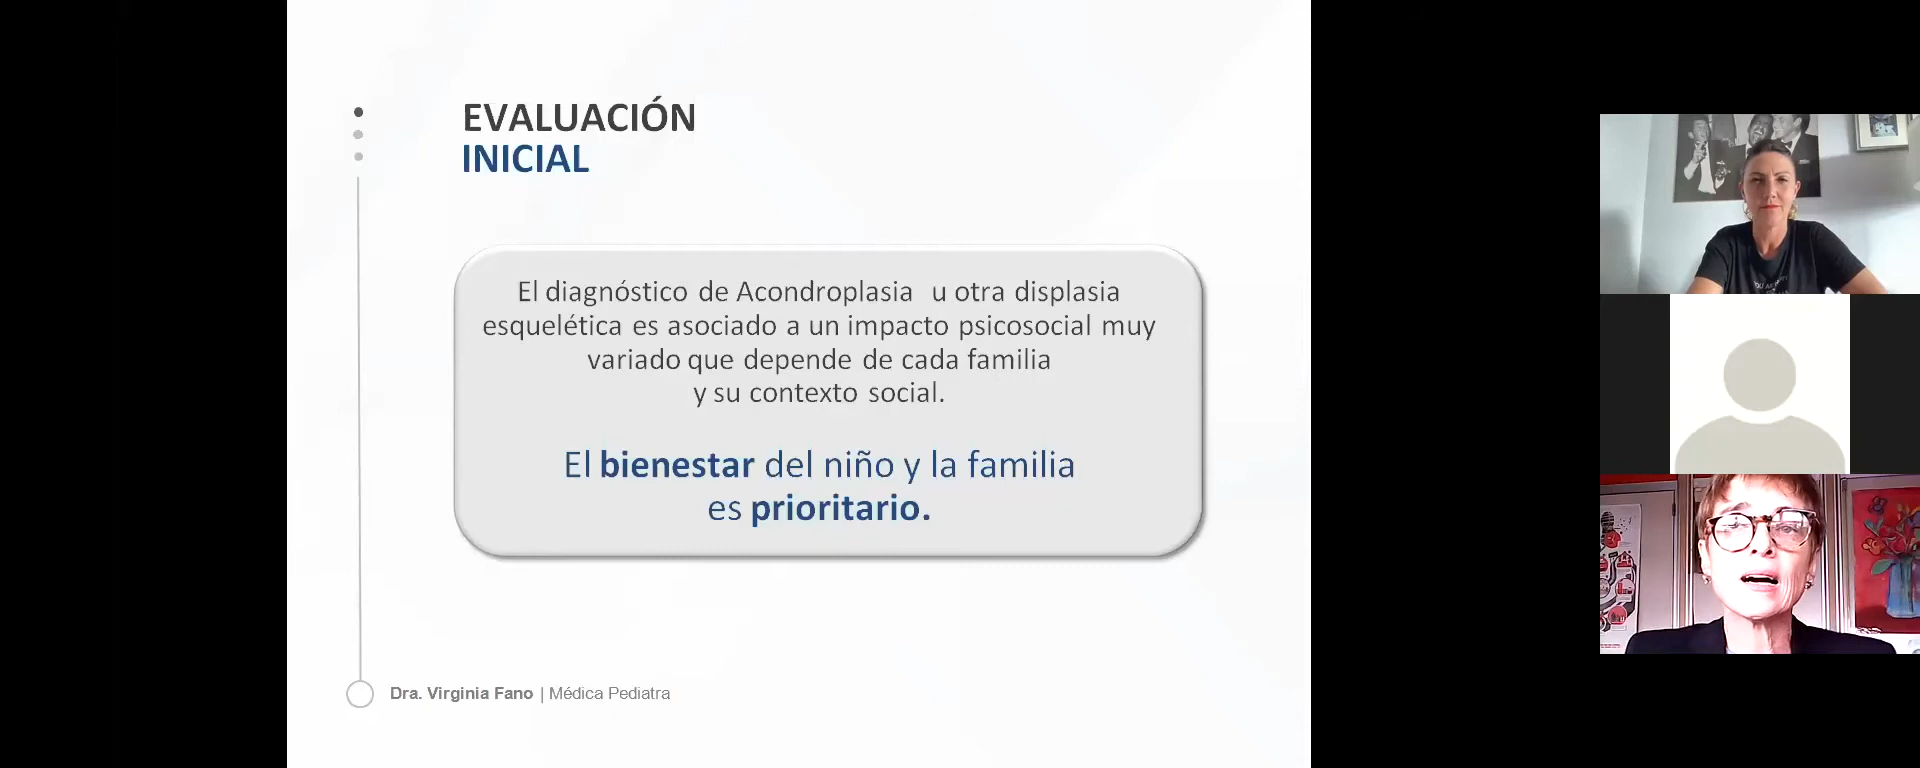 EVALUACIÓN
INICIAL
El diagnóstico de Acondroplasia u otra displasia
esquelética es asociado a un impacto psicosocial muy
variado que depende de cada familia
y su contexto social.
El bienestar del niño y la familia
es prioritario.
Dra. Virginia Fano | Médica Pediatra